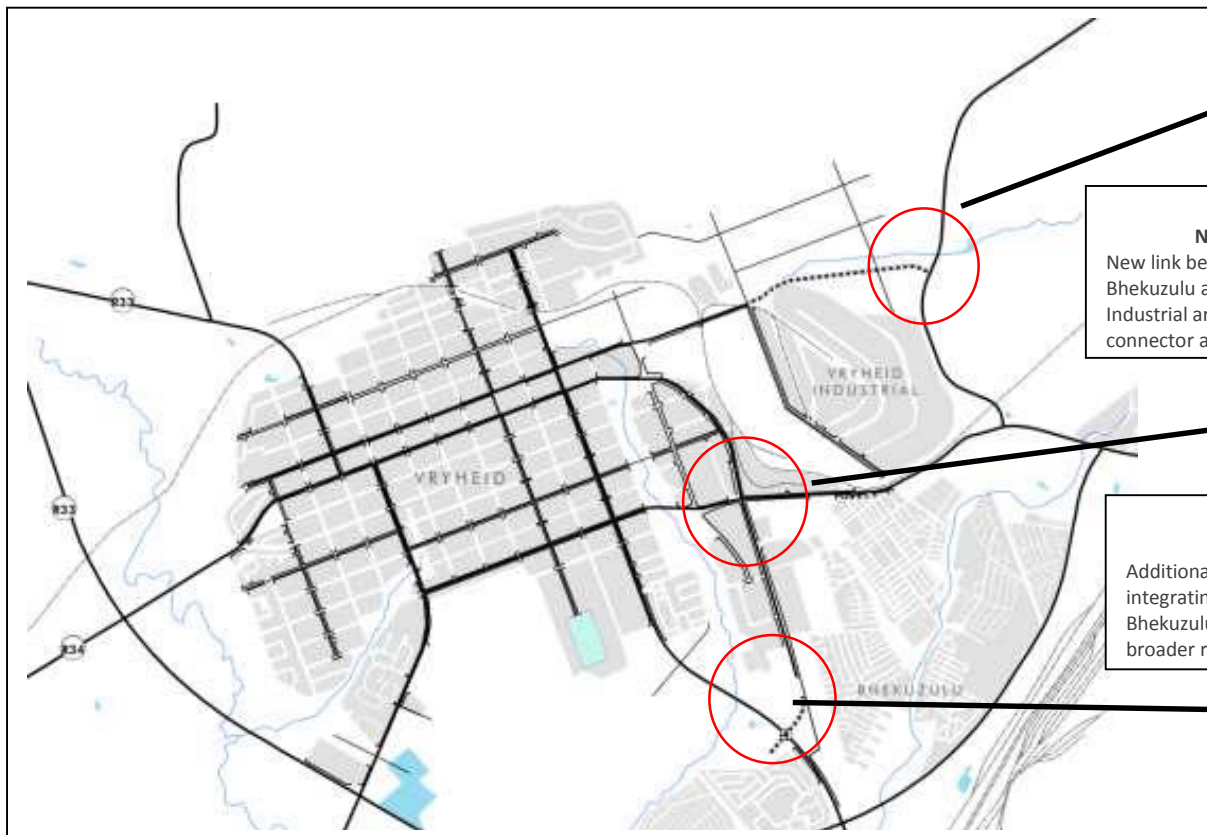 R33
N
New link be
Bhekuzulu a
Industrial ar
connector a
VRYHEID
INDUSTRIAL
VRYHEID
R33
Additiona
integratin
Bhekuzulu
broader r
R34
BHEKUZULU